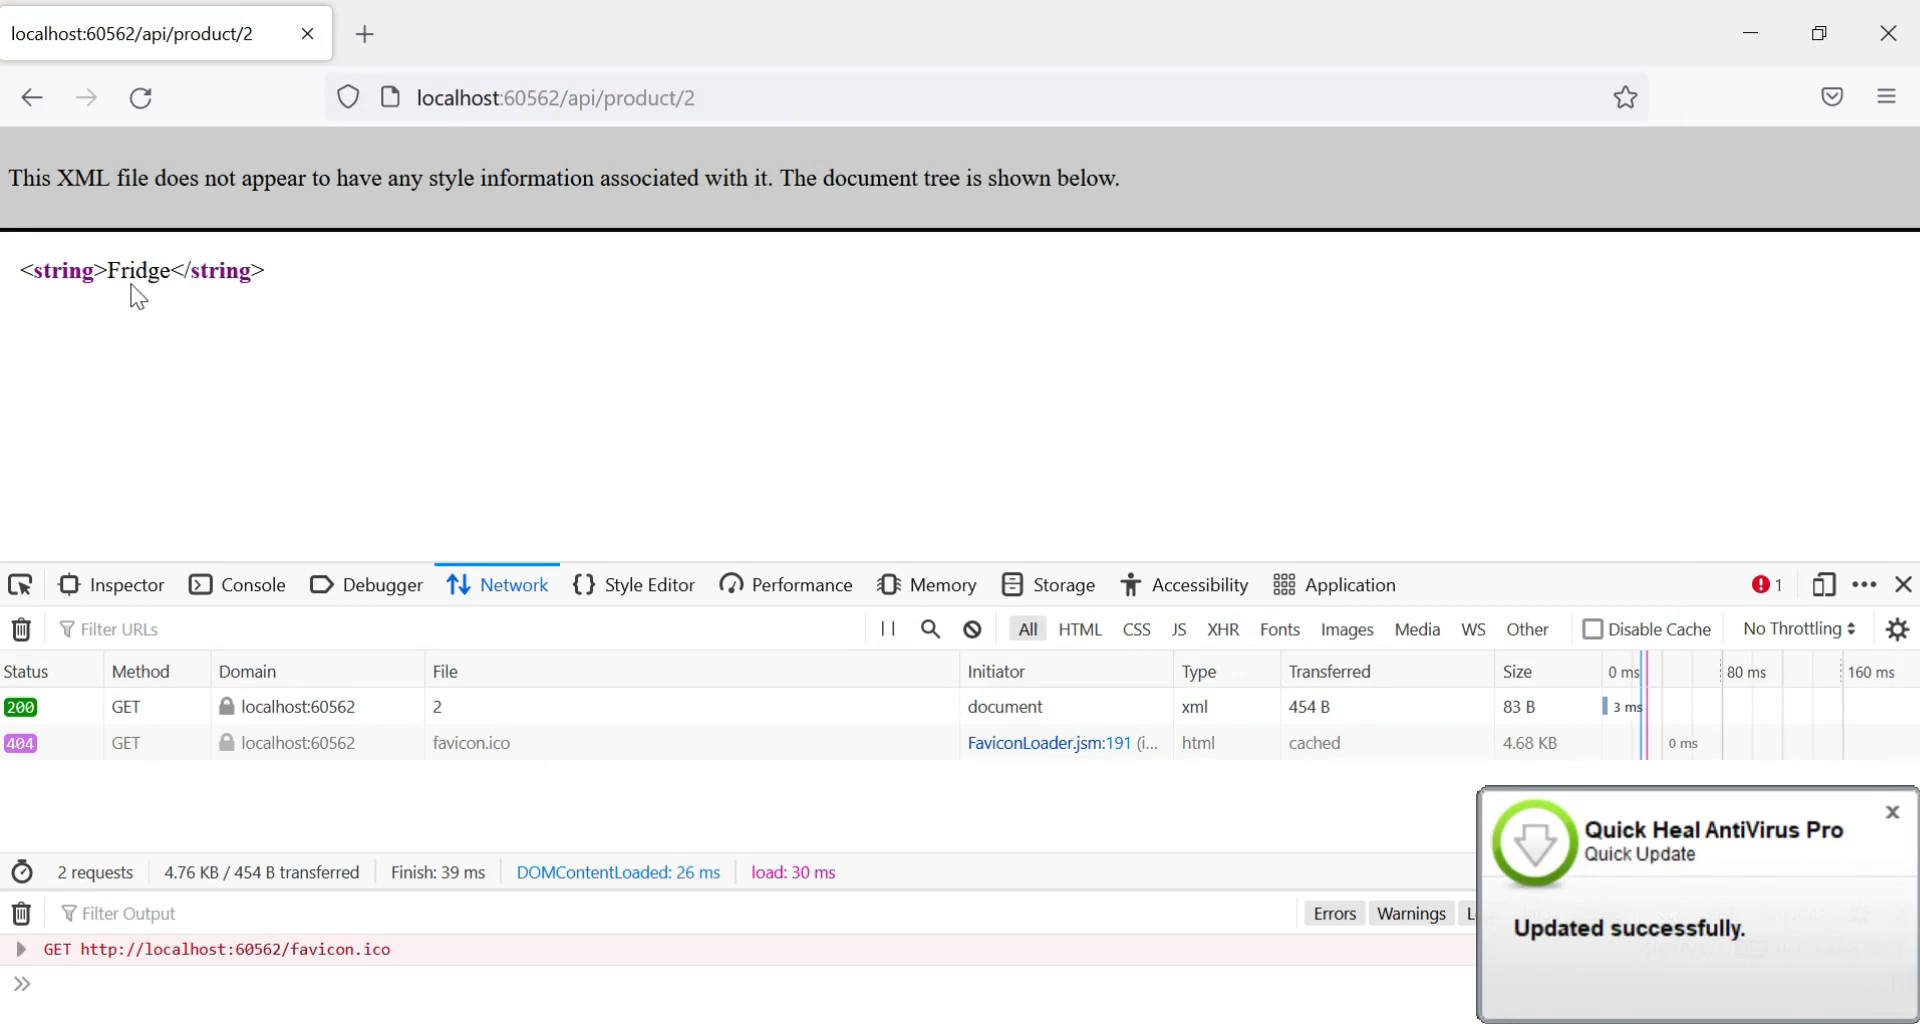 localhost:60562/api/product/2
localhost:60562/api/product/2
This XML file does not appear to have any style information associated with it. The document tree is shown below.
<string>Fridge</string>
Inspector Console Debugger Network Style Editor Performance Memory Storage Accessibility Application 1
Filter URLs All HTML CSS JS XHR Fonts Images Media WS Other Disable Cache No Throttling
Status Method Domain File Initiator Type Transferred Size 0 ms 80 ms 160 ms
200 GET localhost:60562 2 document xml 454 B 83 B 3 ms
404 GET localhost:60562 favicon.ico FaviconLoader.jsm:191 (i... html cached 4.68 KB 0 ms
2 requests 4.76 KB / 454 B transferred Finish: 39 ms DOMContentLoaded: 26 ms load: 30 ms
Filter Output Errors Warnings
GET http://localhost:60562/favicon.ico
Quick Heal AntiVirus Pro
Quick Update
Updated successfully.